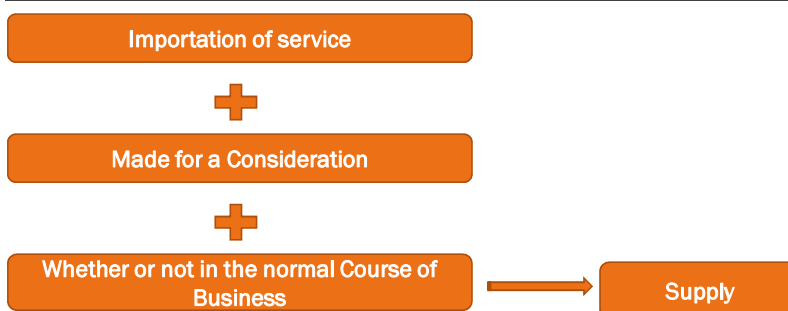 Importation of service
Made for a Consideration
Whether or not in the normal Course of
Business
Supply